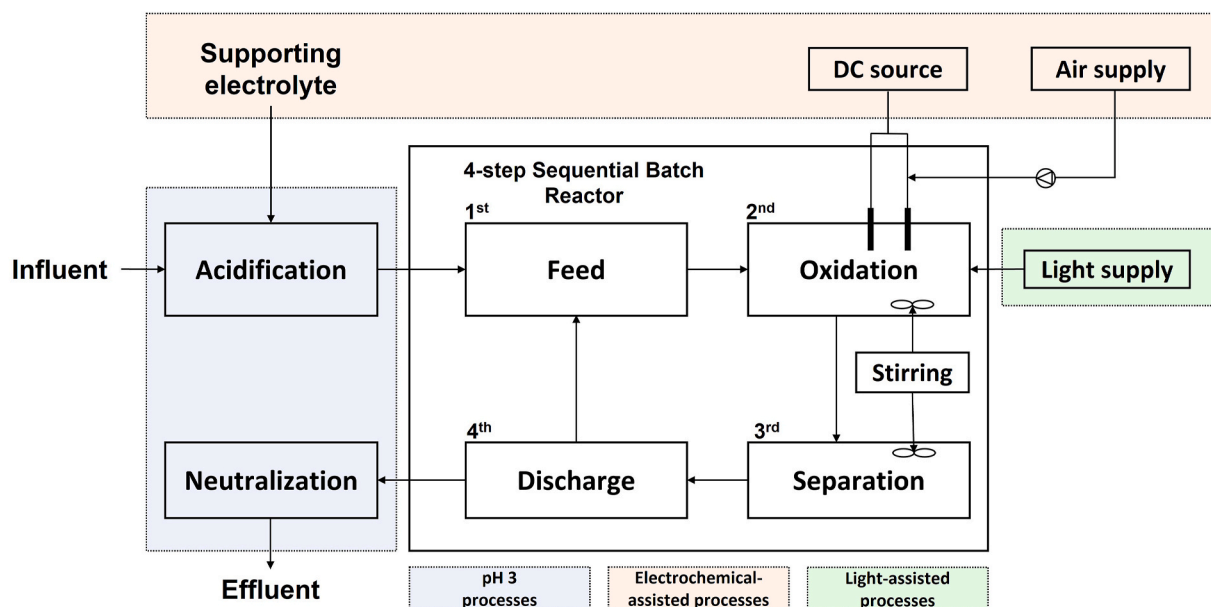 Supporting
electrolyte
DC source
Air supply
4-step Sequential Batch
Reactor
1st
2nd
Influent
Acidification
Feed
Oxidation
Light supply
Stirring
4th
3rd
Neutralization
Discharge
Separation
Effluent
pH 3
processes
Electrochemical-
assisted processes
Light-assisted
processes